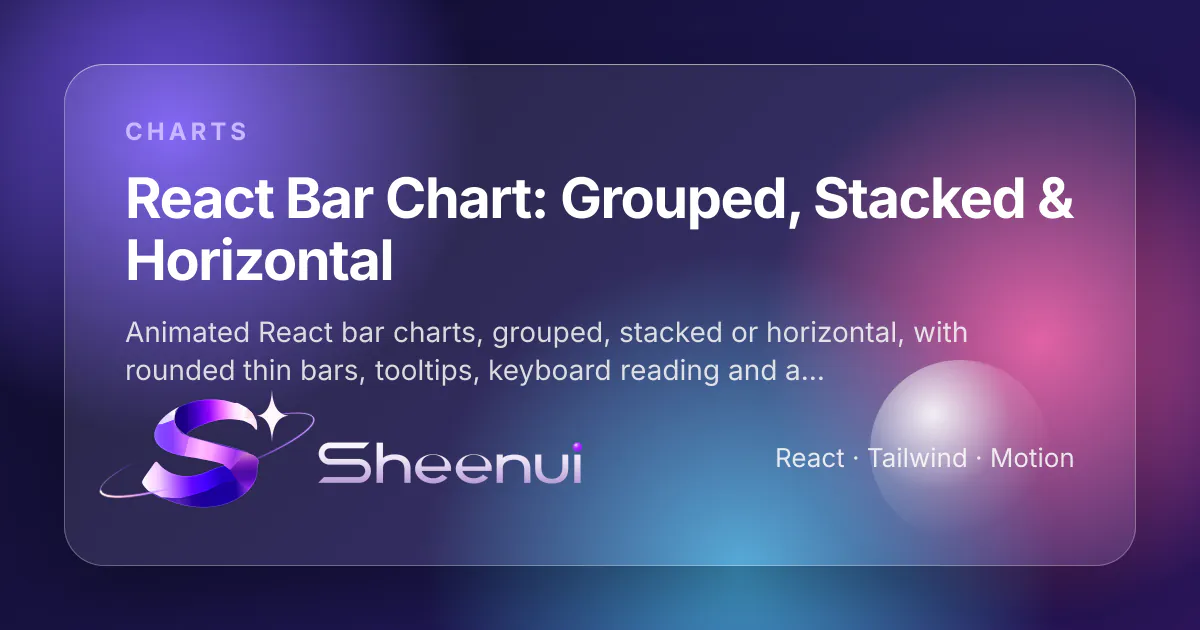 CHARTS
React Bar Chart: Grouped, Stacked &
Horizontal
Animated React bar charts, grouped, stacked or horizontal, with
rounded thin bars, tooltips, keyboard reading and a...
Sheenui
React · Tailwind · Motion